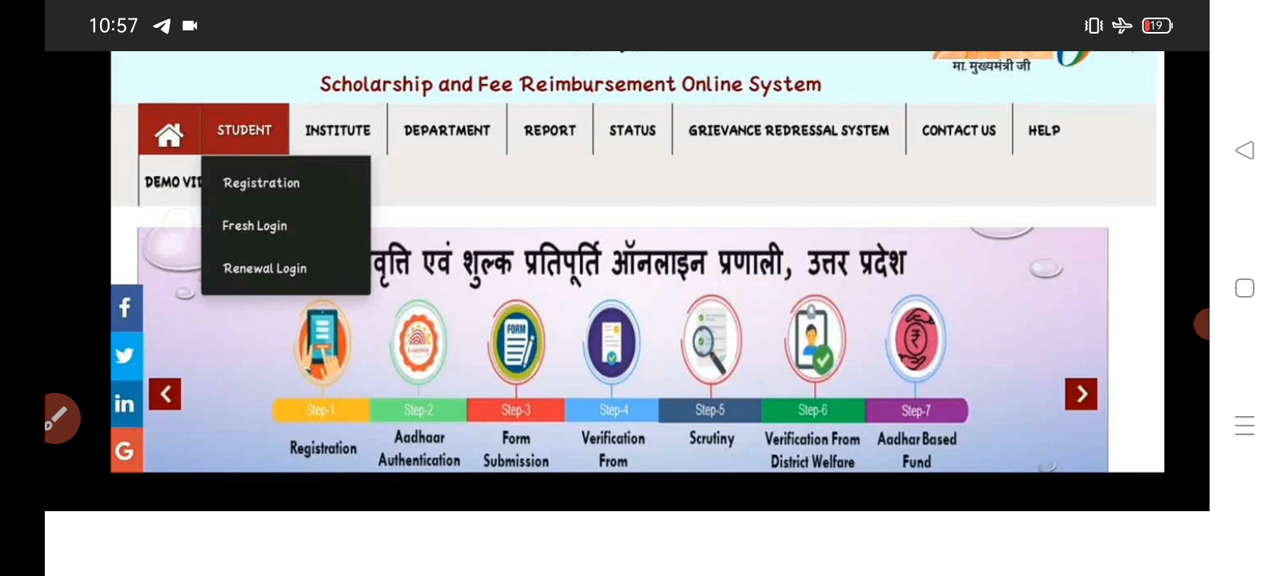 10:57
19
मा. मुख्यमंत्री जी
Scholarship and Fee Reimbursement Online System
STUDENT INSTITUTE DEPARTMENT REPORT STATUS GRIEVANCE REDRESSAL SYSTEM CONTACT US HELP
DEMO
Registration
Fresh Login
Renewal Login
एवं शुल्क प्रतिपूर्ति ऑनलाइन प्रणाली, उत्तर प्रदेश
FORM
Step-1 Step-2 Step-3 Step-4 Step-5 Step-6 Step-7
Registration Aadhaar Form Verification Scrutiny Verification From Aadhar Based
Authentication Submission From District Welfare Fund